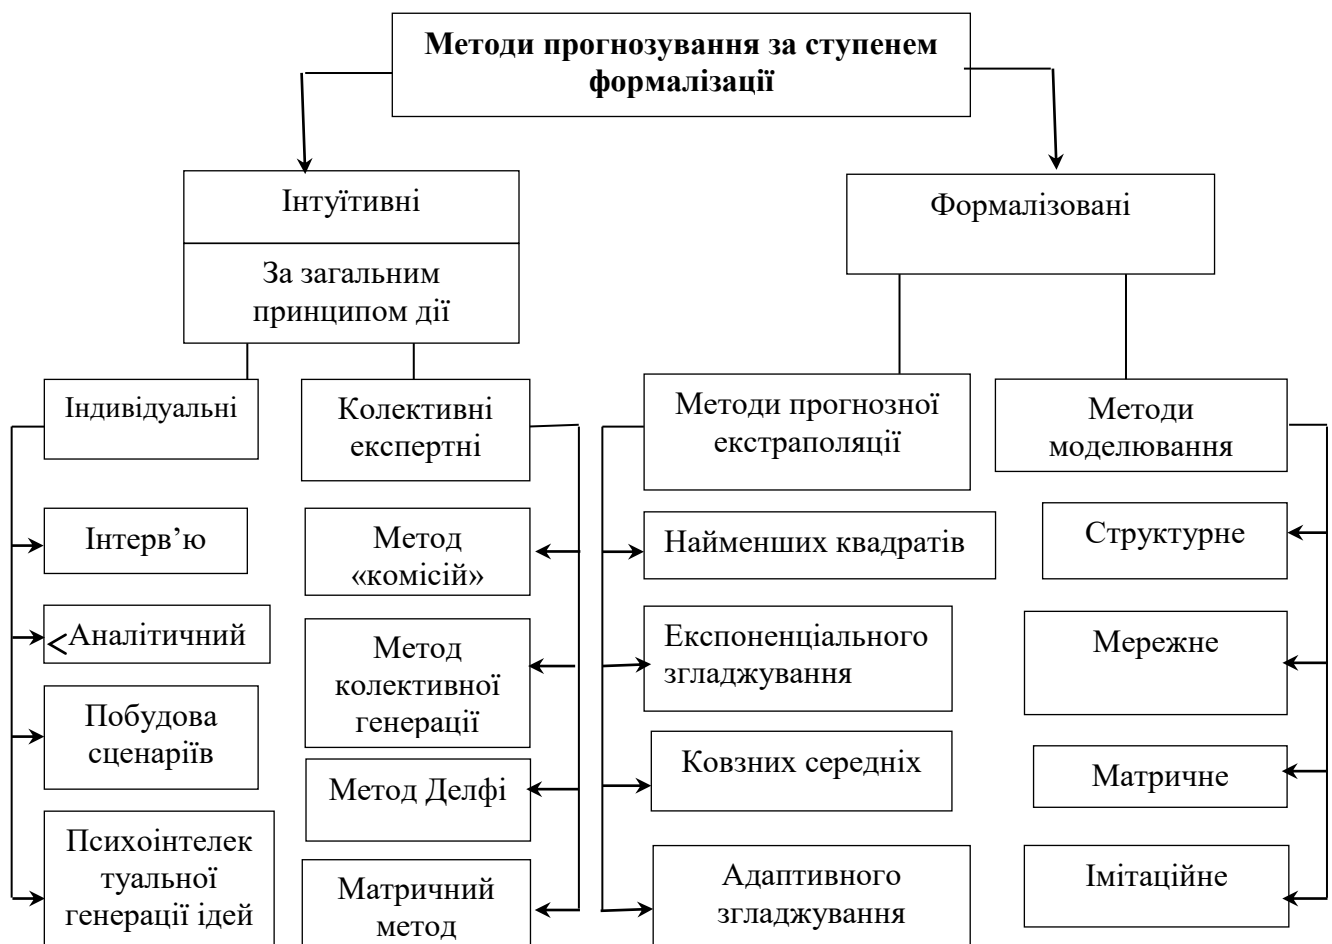 Методи прогнозування за ступенем
формалізації
Інтуїтивні
За загальним
принципом дії
Формалізовані
Індивідуальні
Колективні
експертні
Методи прогнозної
екстраполяції
Методи
моделювання
Інтерв’ю
Аналітичний
Побудова
сценаріїв
Психоінтелек
туальної
генерації ідей
Метод
«комісій»
Метод
колективної
генерації
Метод Делфі
Матричний
метод
Найменших квадратів
Експоненціального
згладжування
Ковзних середніх
Адаптивного
згладжування
Структурне
Мережне
Матричне
Імітаційне